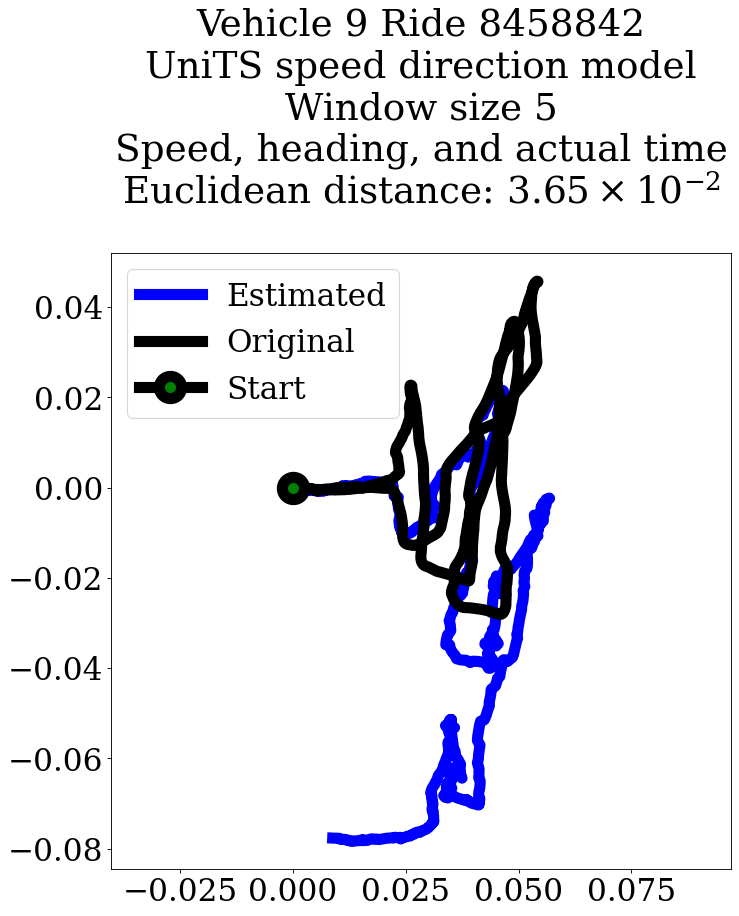 Vehicle 9 Ride 8458842
UniTS speed direction model
Window size 5
Speed, heading, and actual time
Euclidean distance: 3.65 × 10⁻²
Estimated
Original
Start
0.04
0.02
0.00
−0.02
−0.04
−0.06
−0.08
−0.025 0.000 0.025 0.050 0.075